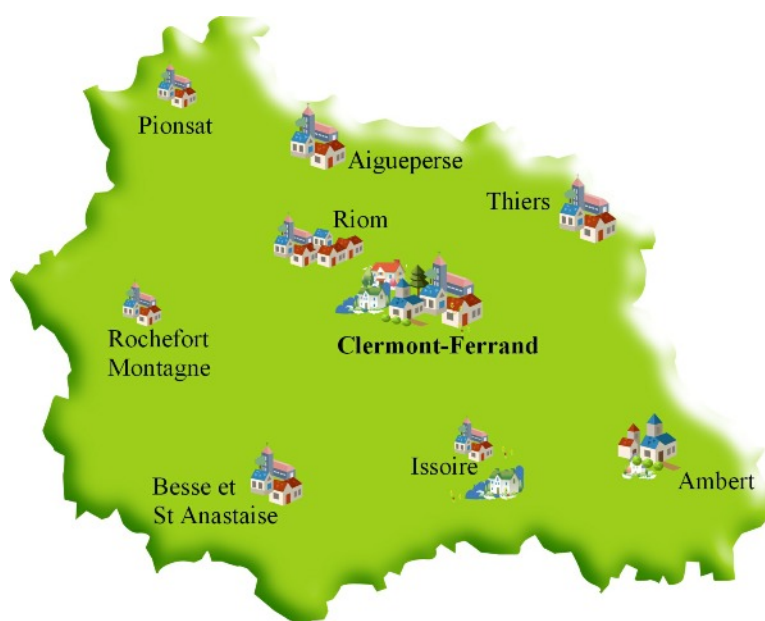 Pionsat
Aigueperse
Thiers
Riom
Clermont-Ferrand
Rochefort
Montagne
Issoire
Ambert
Besse et
St Anastaise